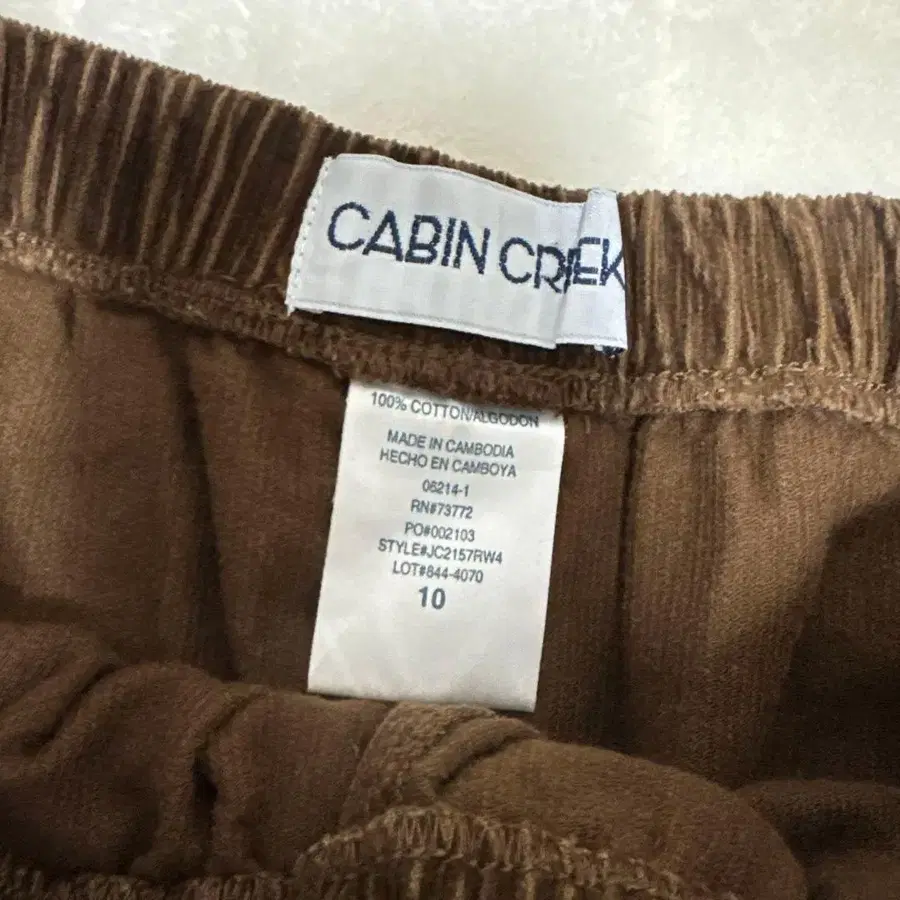 CABIN CREEK
100% COTTON/ALGODON
MADE IN CAMBODIA
HECHO EN CAMBOYA
06214-1
RN#73772
PO#002103
STYLE#JC2157RW4
LOT#844-4070
10